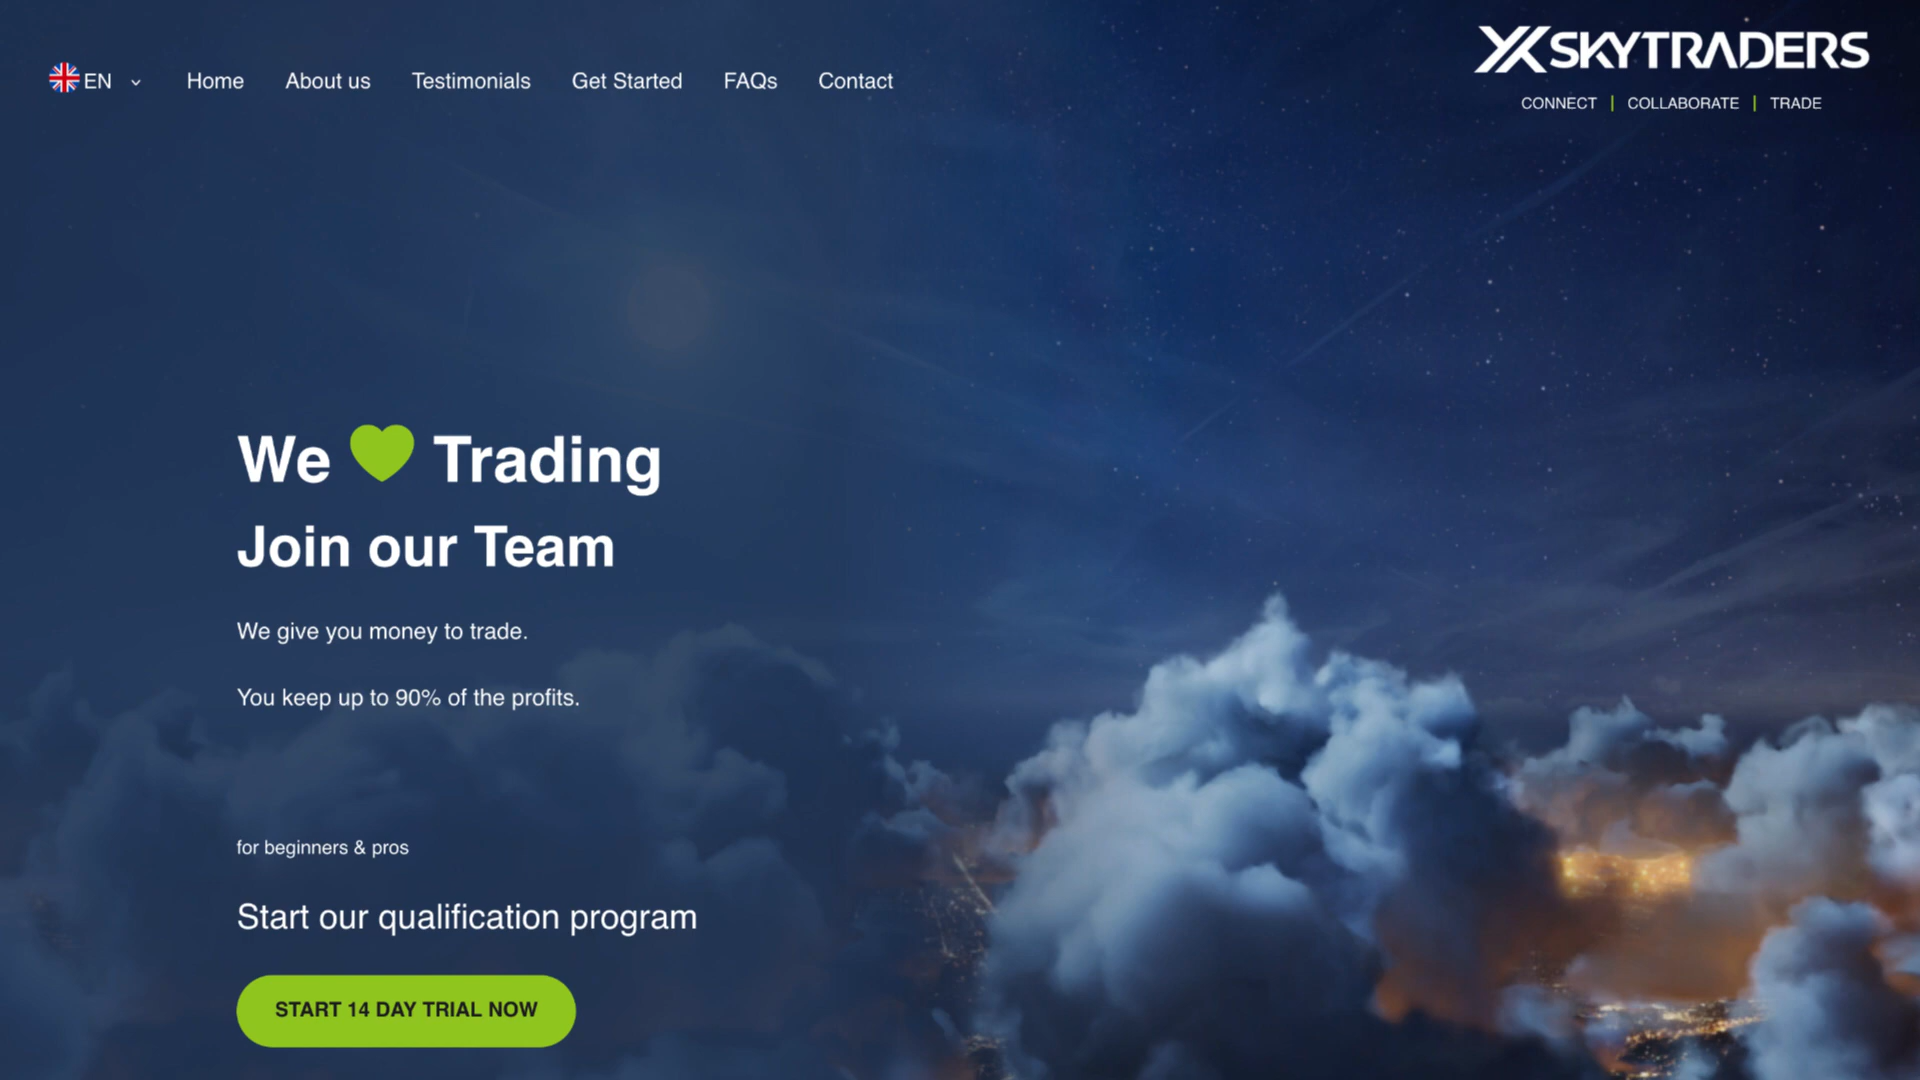 EN Home About us Testimonials Get Started FAQs Contact
SKYTRADERS
CONNECT | COLLABORATE | TRADE
We 💚 Trading
Join our Team
We give you money to trade.
You keep up to 90% of the profits.
for beginners & pros
Start our qualification program
START 14 DAY TRIAL NOW